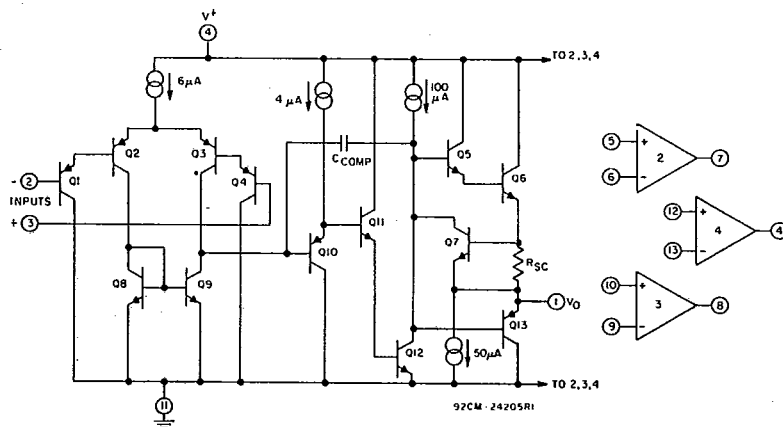 V+
4
TO 2,3,4
6μA
4 μA
100
μA
CCOMP
Q1
Q2
Q3
Q4
Q5
Q6
- 2
INPUTS
+ 3
Q7
RSC
Q8
Q9
Q10
Q11
1 VO
Q12
50μA
Q13
TO 2,3,4
11
92CM-24205RI
5 + 2 7
6 -
12 + 4 4
13 -
10 + 3 8
9 -